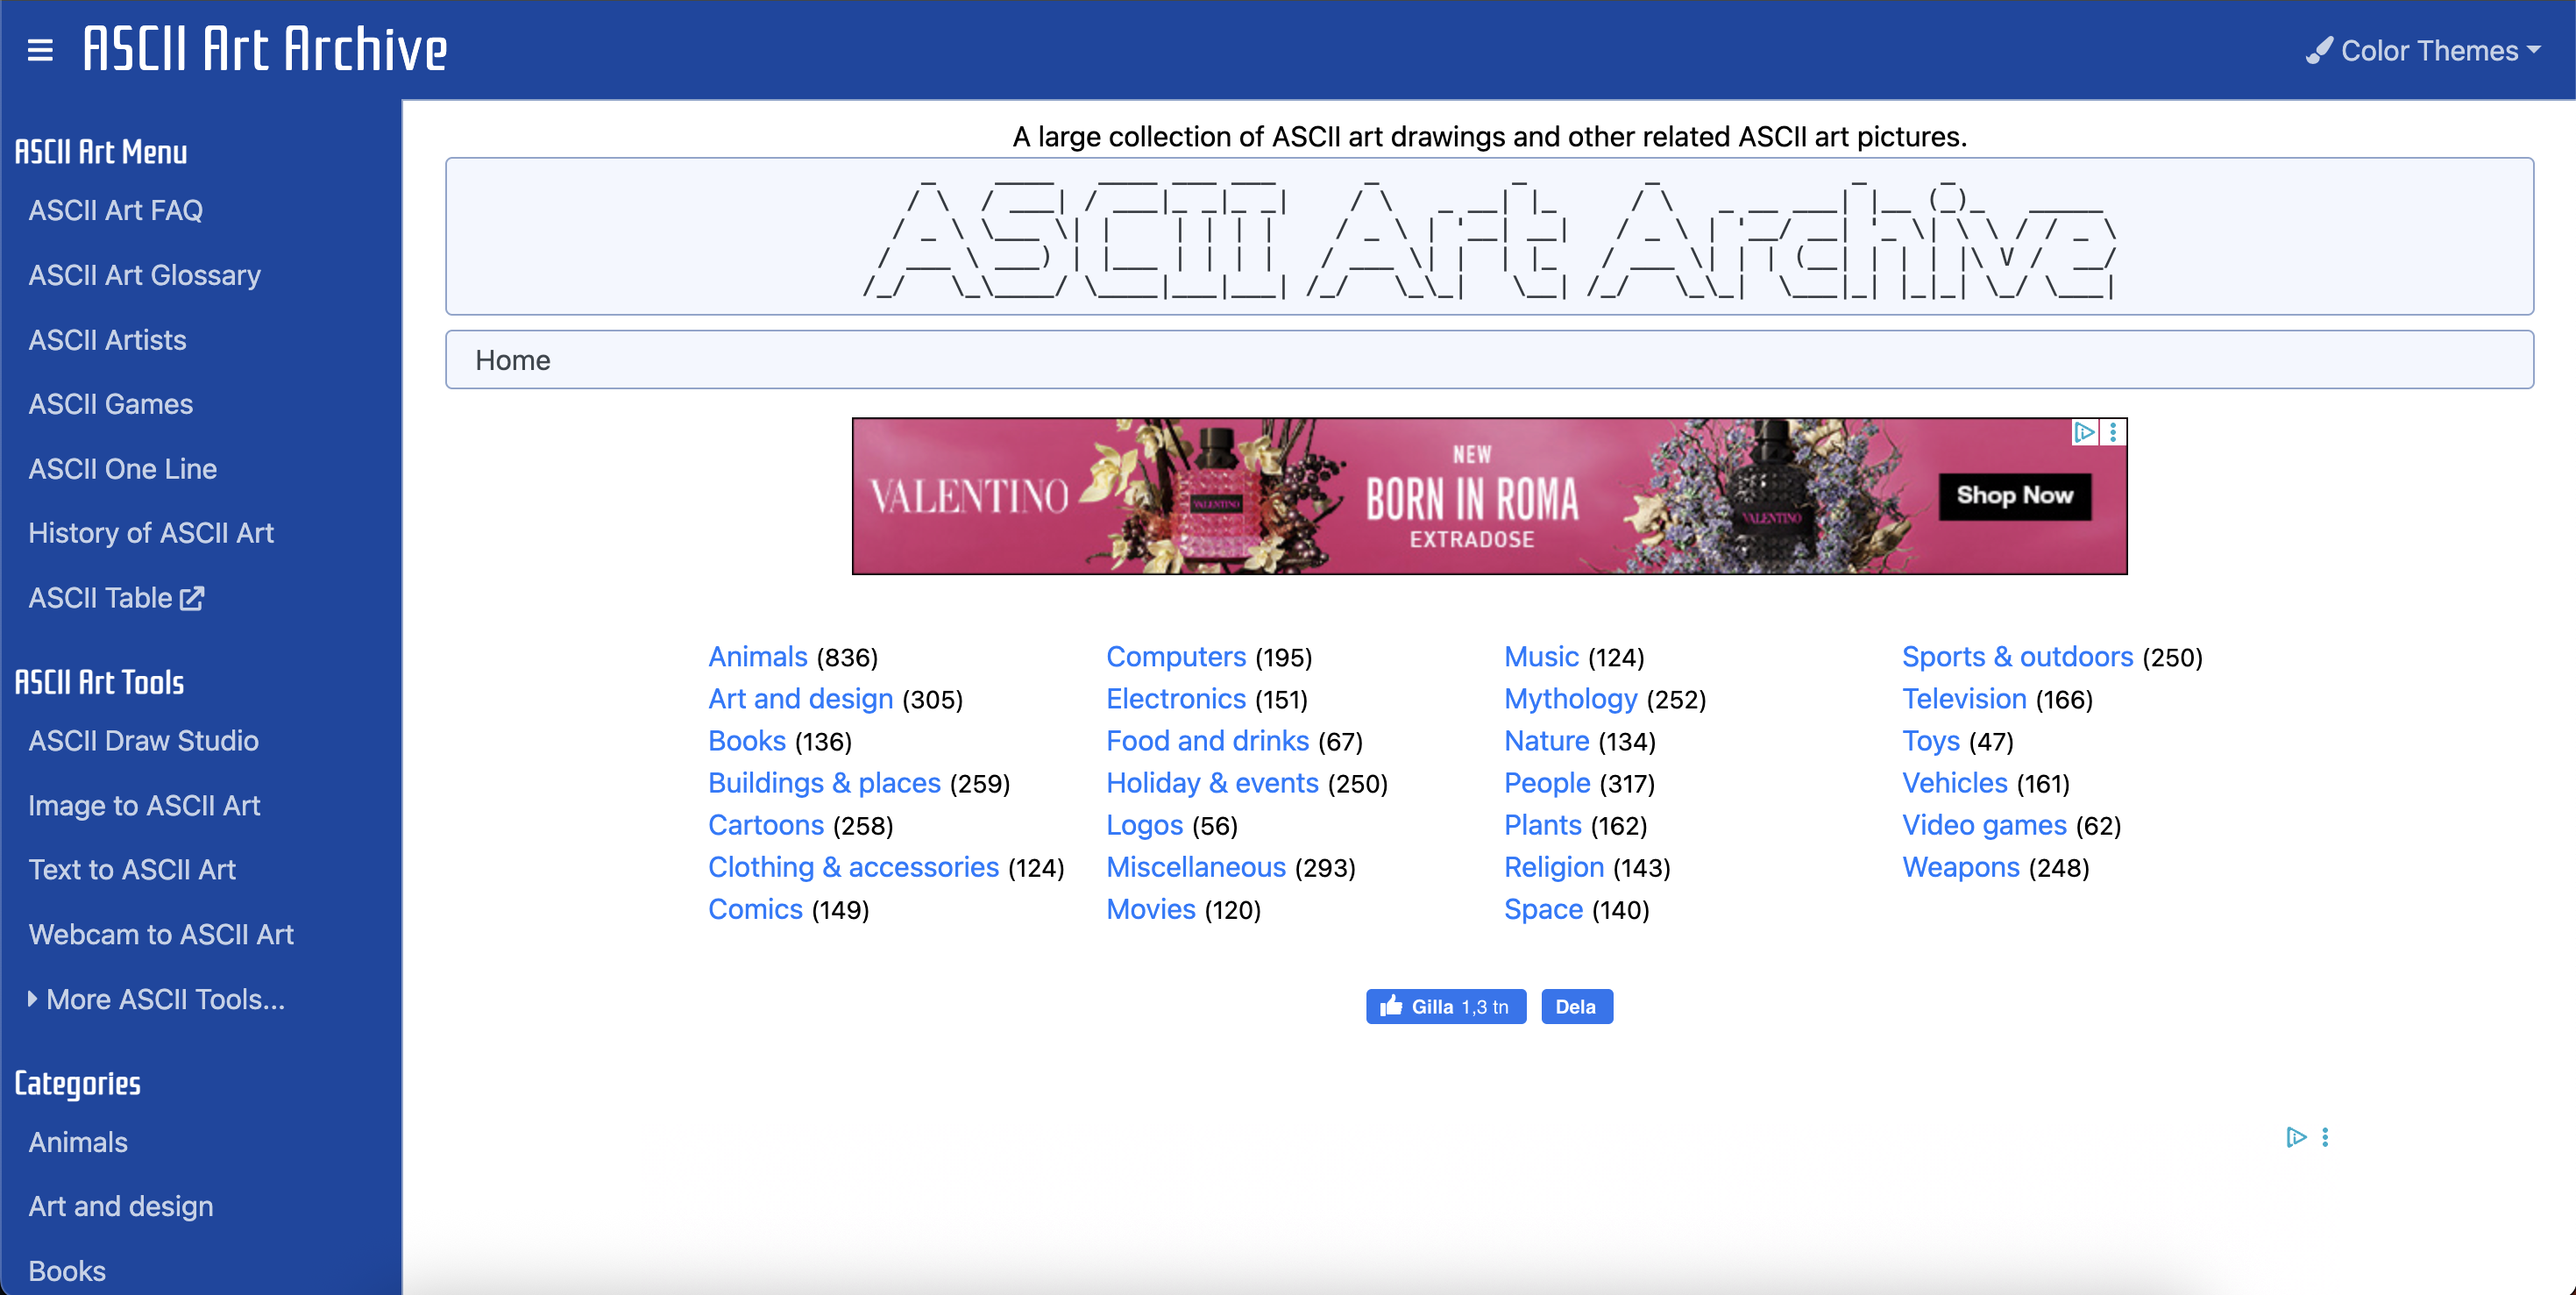 ASCII Art Archive
Color Themes
ASCII Art Menu
ASCII Art FAQ
ASCII Art Glossary
ASCII Artists
ASCII Games
ASCII One Line
History of ASCII Art
ASCII Table
ASCII Art Tools
ASCII Draw Studio
Image to ASCII Art
Text to ASCII Art
Webcam to ASCII Art
More ASCII Tools...
Categories
Animals
Art and design
Books
A large collection of ASCII art drawings and other related ASCII art pictures.
ASCII Art Archive
Home
VALENTINO
VALENTINO
NEW
BORN IN ROMA
EXTRADOSE
VALENTINO
Shop Now
Animals (836)
Art and design (305)
Books (136)
Buildings & places (259)
Cartoons (258)
Clothing & accessories (124)
Comics (149)
Computers (195)
Electronics (151)
Food and drinks (67)
Holiday & events (250)
Logos (56)
Miscellaneous (293)
Movies (120)
Music (124)
Mythology (252)
Nature (134)
People (317)
Plants (162)
Religion (143)
Space (140)
Sports & outdoors (250)
Television (166)
Toys (47)
Vehicles (161)
Video games (62)
Weapons (248)
Gilla 1,3 tn
Dela